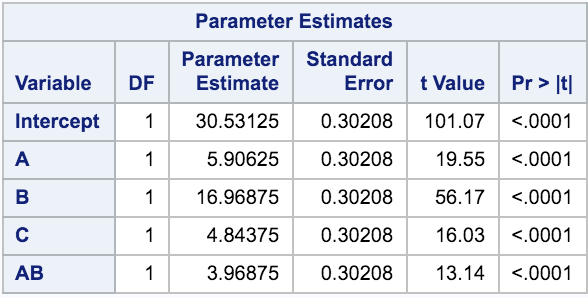 Parameter Estimates
Variable DF Parameter Estimate Standard Error t Value Pr > |t|
Intercept 1 30.53125 0.30208 101.07 <.0001
A 1 5.90625 0.30208 19.55 <.0001
B 1 16.96875 0.30208 56.17 <.0001
C 1 4.84375 0.30208 16.03 <.0001
AB 1 3.96875 0.30208 13.14 <.0001